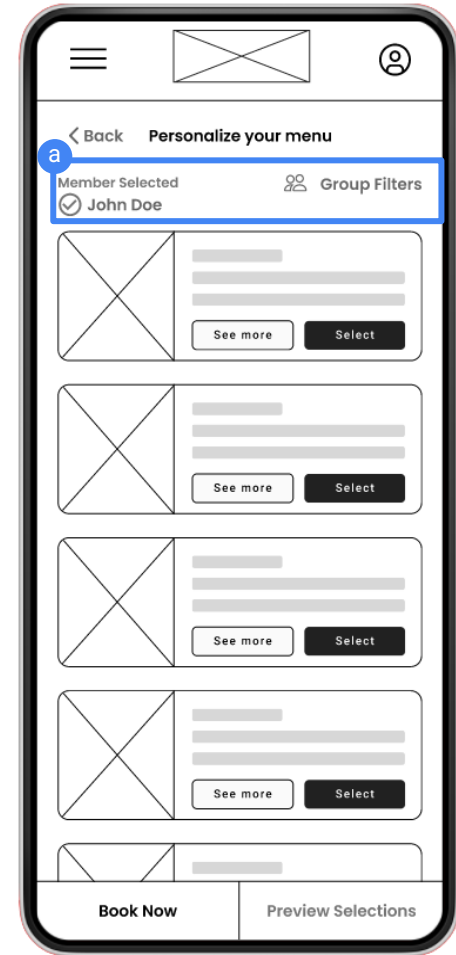 Back Personalize your menu
a
Member Selected
Group Filters
John Doe
See more Select
See more Select
See more Select
See more Select
Book Now Preview Selections